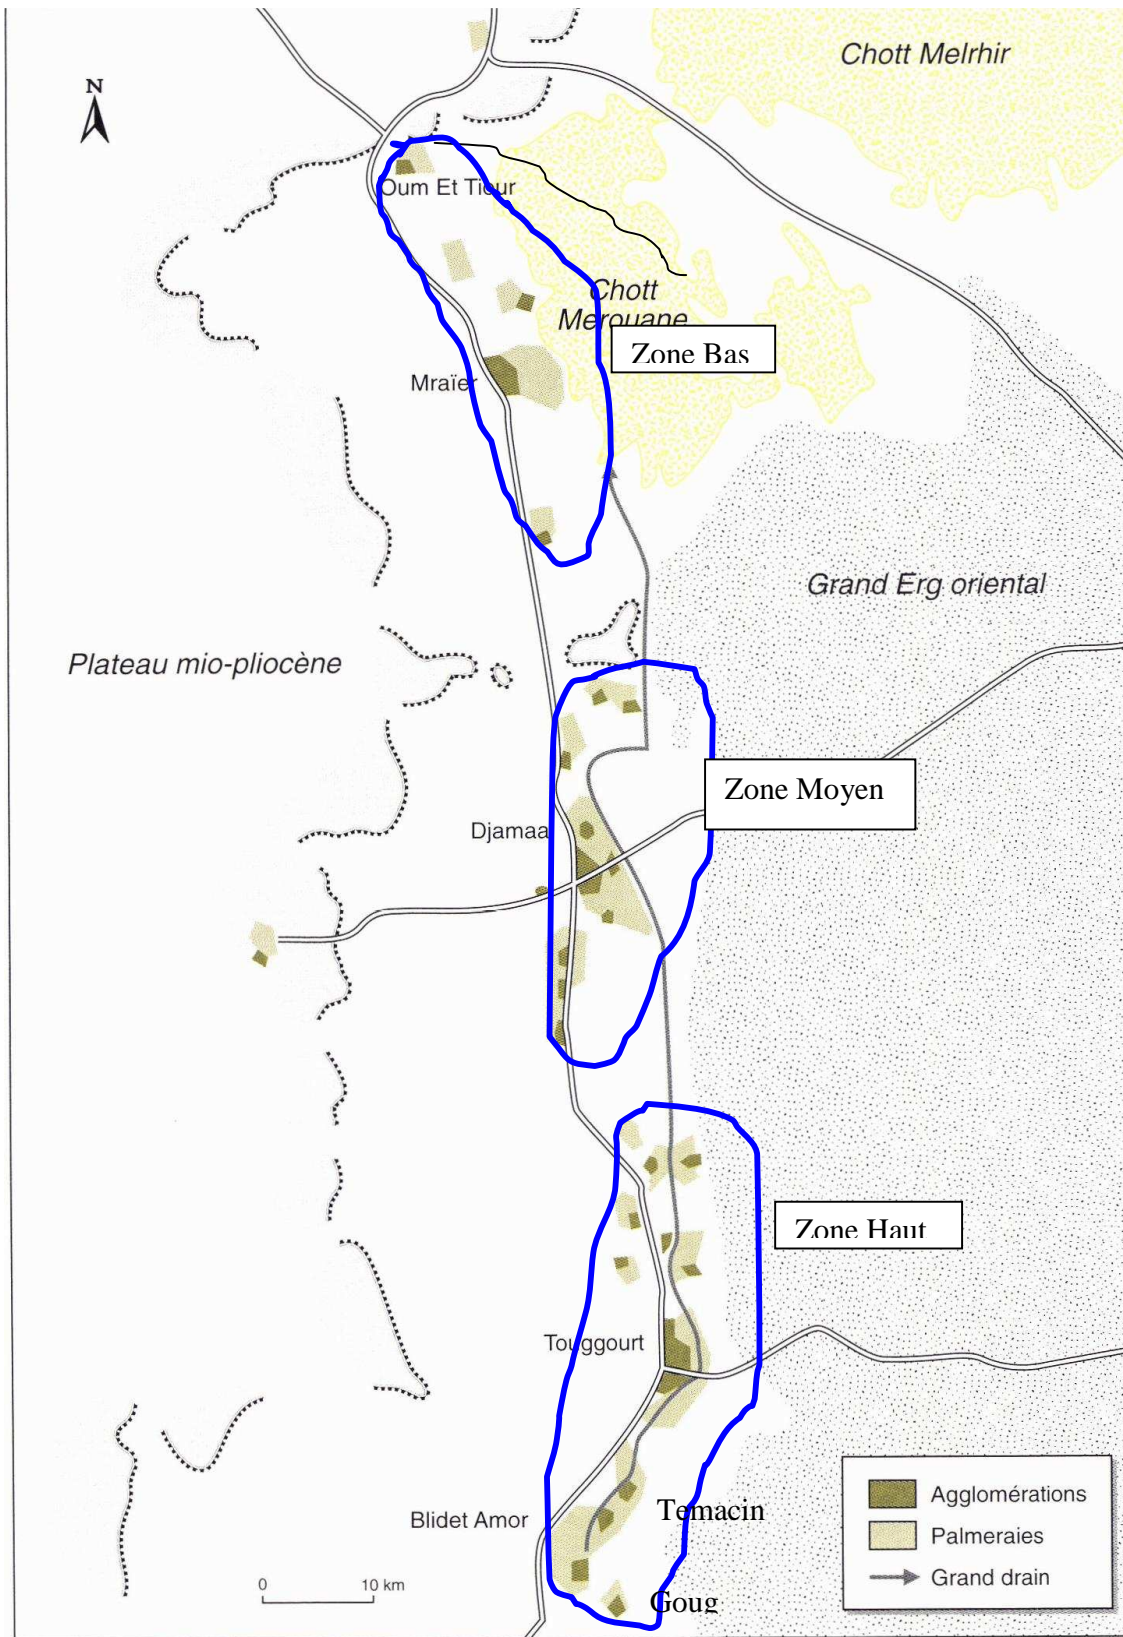 Chott Melrhir
N
Oum Et Tiour
Chott
Merouane
Zone Bas
Mraïer
Grand Erg oriental
Plateau mio-pliocène
Zone Moyen
Djamaa
Zone Haut
Touggourt
Agglomérations
Temacin
Blidet Amor
Palmeraies
Grand drain
0 10 km
Goug